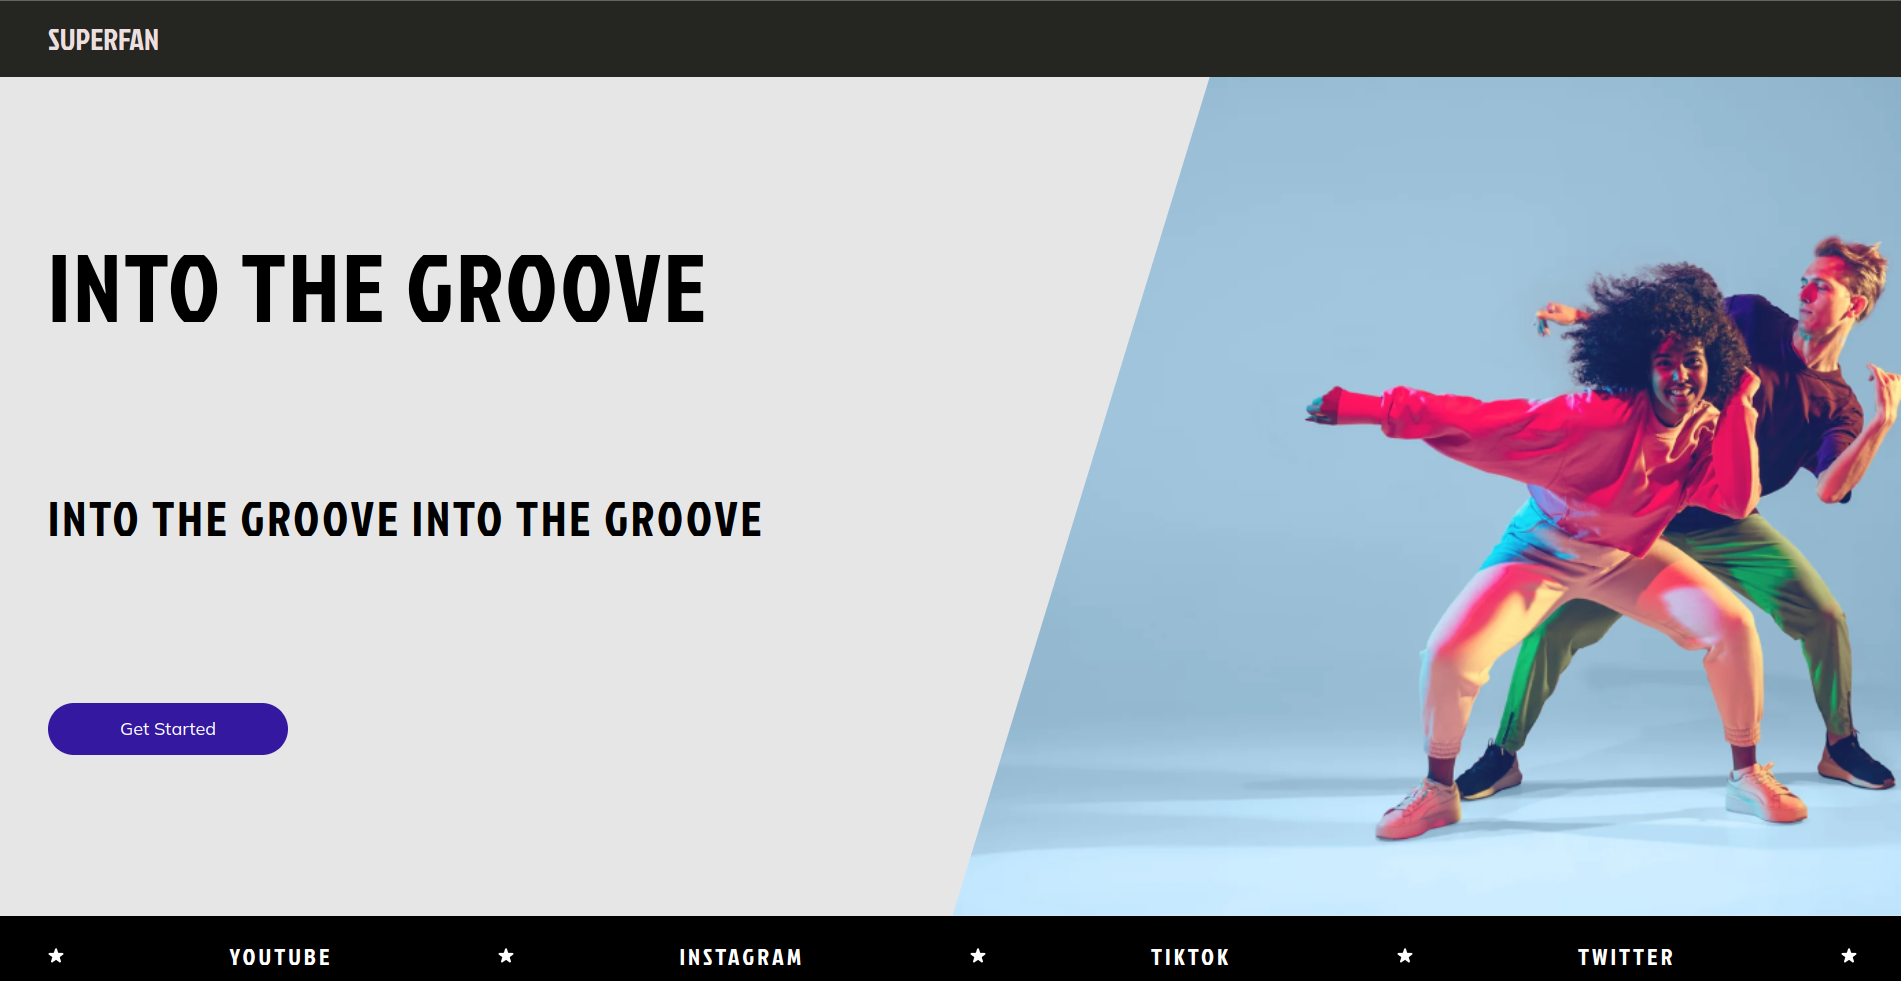 SUPERFAN
INTO THE GROOVE
INTO THE GROOVE INTO THE GROOVE
Get Started
YOUTUBE INSTAGRAM TIKTOK TWITTER